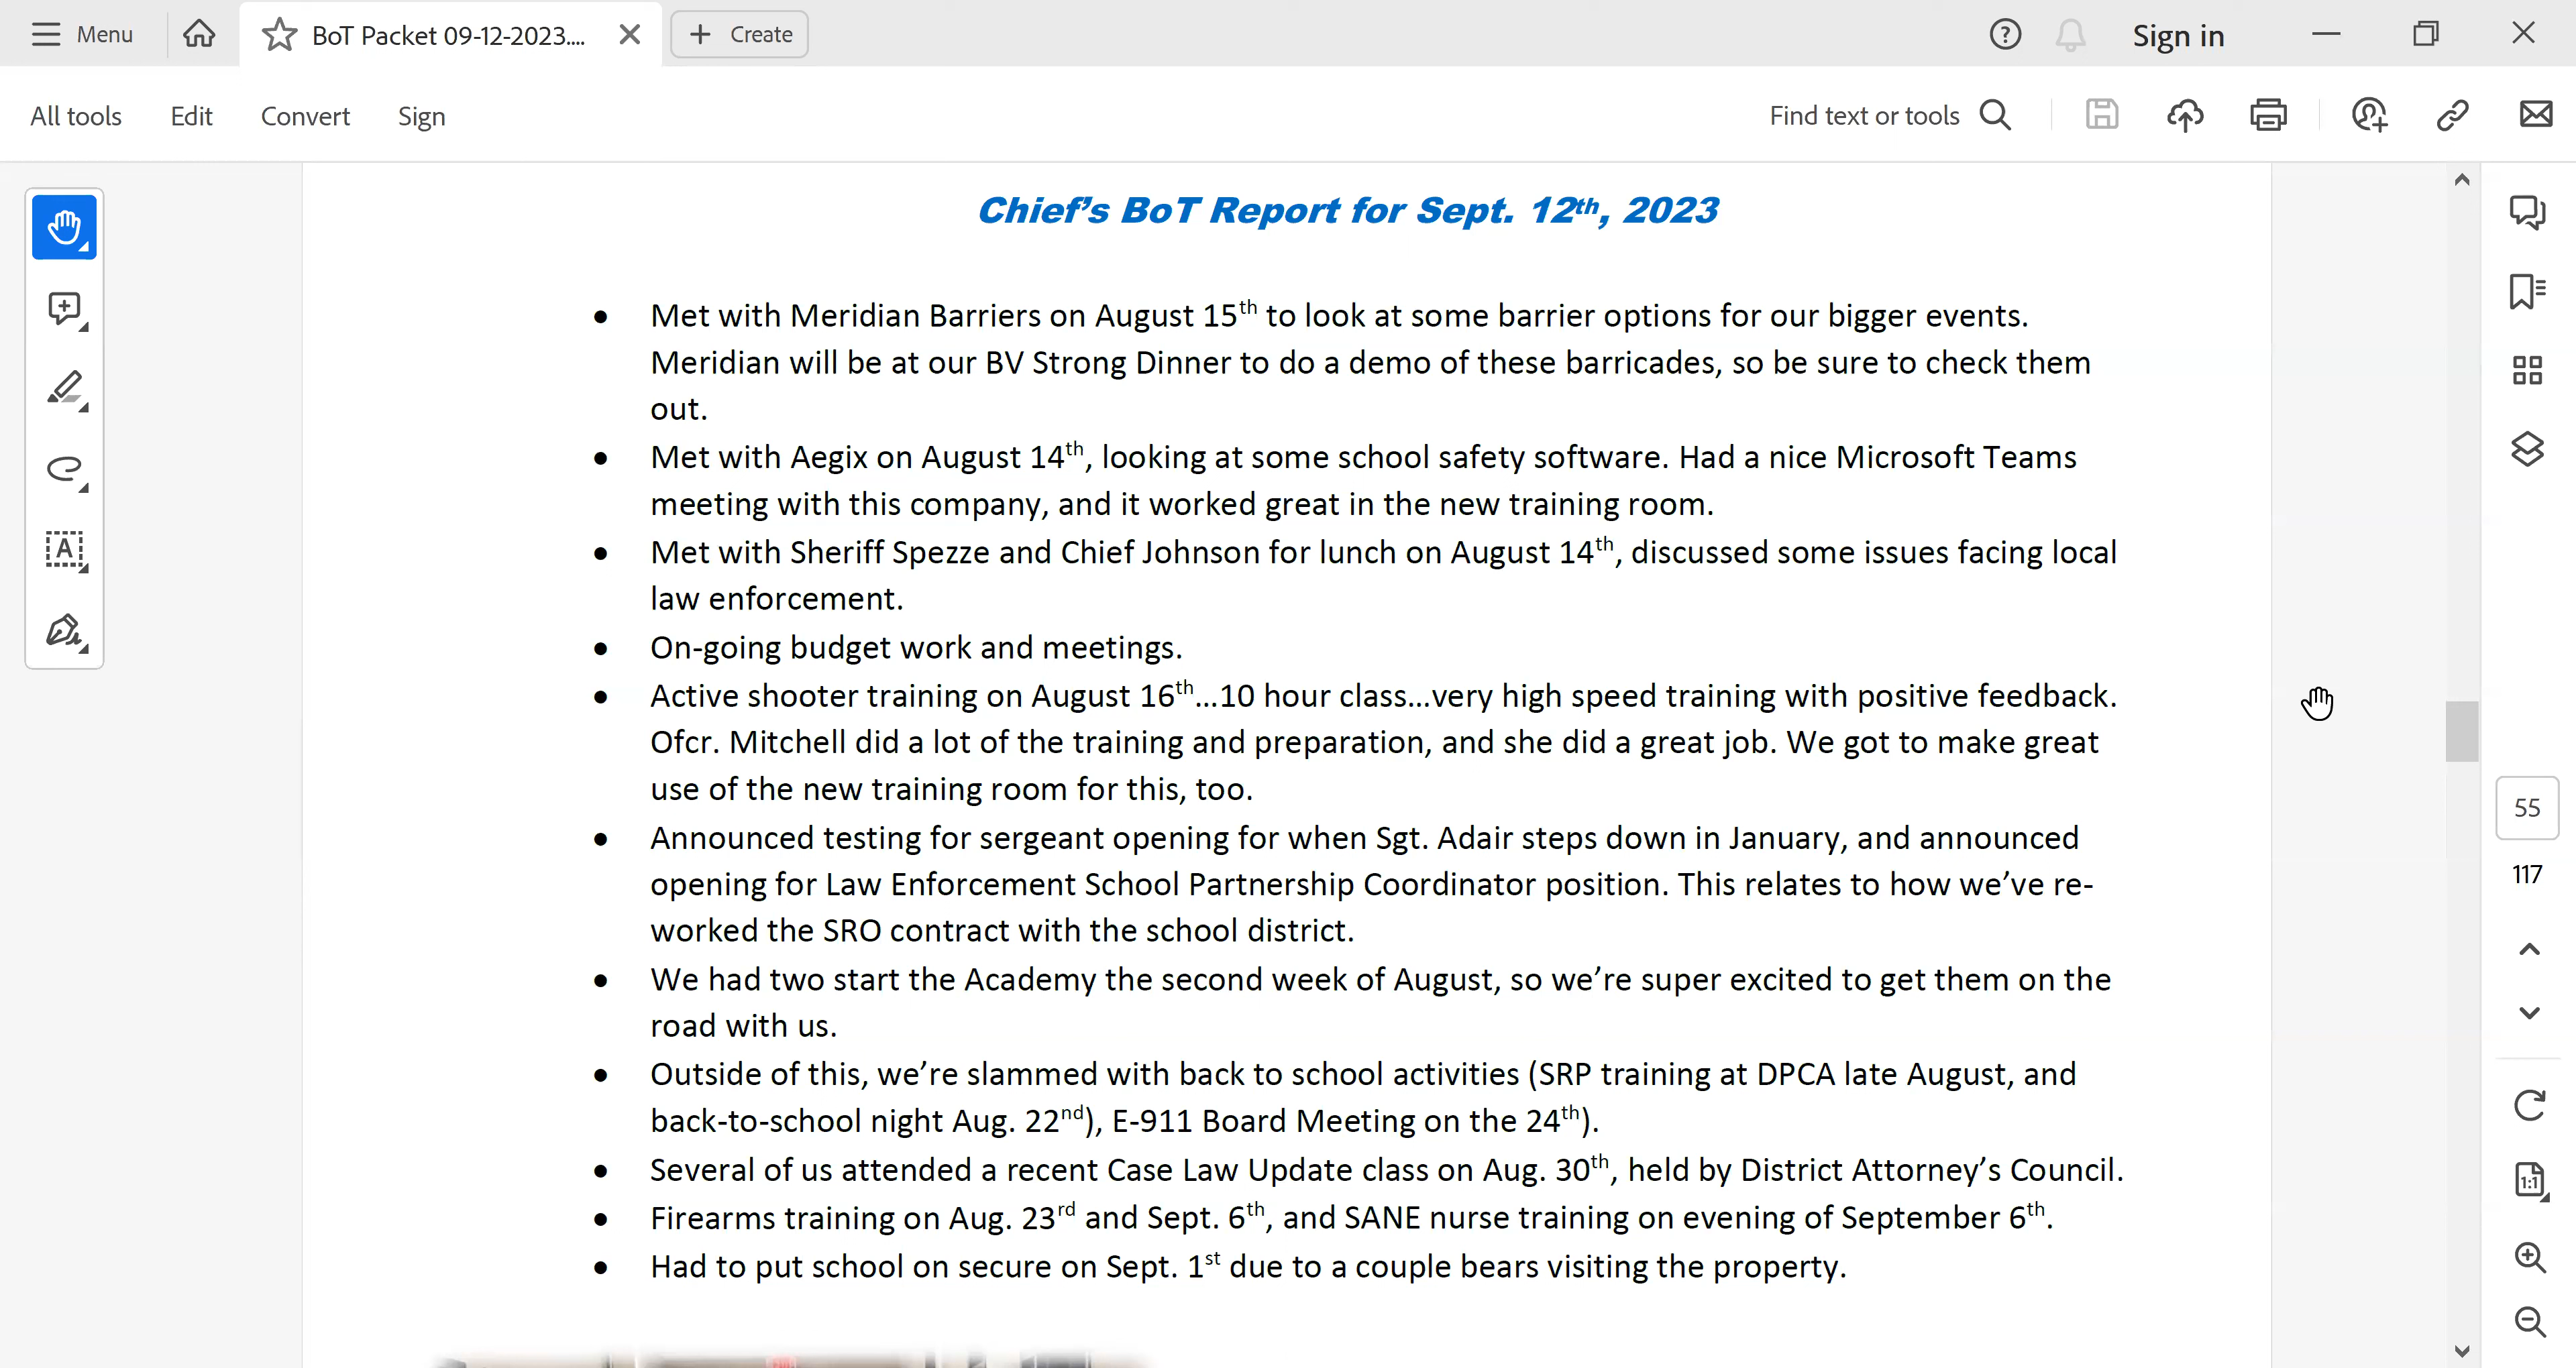 Menu
BoT Packet 09-12-2023....
Create
Sign in
All tools
Edit
Convert
Sign
Find text or tools
Chief's BoT Report for Sept. 12th, 2023
• Met with Meridian Barriers on August 15th to look at some barrier options for our bigger events.
Meridian will be at our BV Strong Dinner to do a demo of these barricades, so be sure to check them
out.
• Met with Aegix on August 14th, looking at some school safety software. Had a nice Microsoft Teams
meeting with this company, and it worked great in the new training room.
• Met with Sheriff Spezze and Chief Johnson for lunch on August 14th, discussed some issues facing local
law enforcement.
• On-going budget work and meetings.
• Active shooter training on August 16th...10 hour class...very high speed training with positive feedback.
Ofcr. Mitchell did a lot of the training and preparation, and she did a great job. We got to make great
use of the new training room for this, too.
• Announced testing for sergeant opening for when Sgt. Adair steps down in January, and announced
opening for Law Enforcement School Partnership Coordinator position. This relates to how we've re-
worked the SRO contract with the school district.
• We had two start the Academy the second week of August, so we're super excited to get them on the
road with us.
• Outside of this, we're slammed with back to school activities (SRP training at DPCA late August, and
back-to-school night Aug. 22nd), E-911 Board Meeting on the 24th).
• Several of us attended a recent Case Law Update class on Aug. 30th, held by District Attorney's Council.
• Firearms training on Aug. 23rd and Sept. 6th, and SANE nurse training on evening of September 6th.
• Had to put school on secure on Sept. 1st due to a couple bears visiting the property.
55
117
1:1